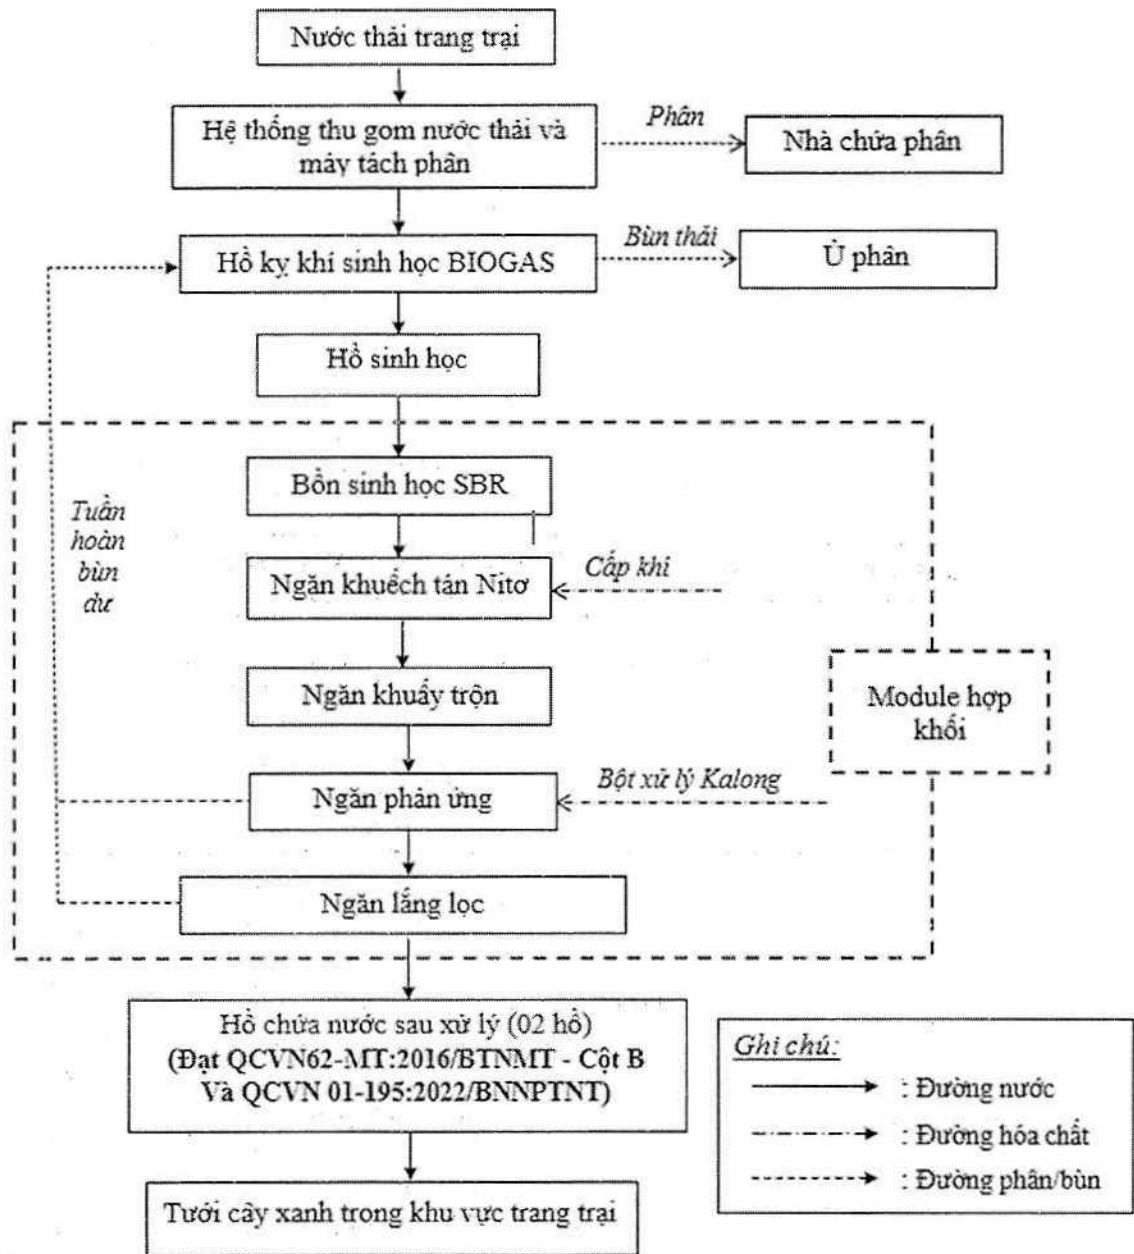 Nước thải trang trại
Hệ thống thu gom nước thải và
máy tách phân
Phân
Nhà chứa phân
Hồ kỵ khí sinh học BIOGAS
Bùn thải
Ủ phân
Hồ sinh học
Bồn sinh học SBR
Tuần
hoàn
bùn
dư
Ngăn khuếch tán Nitơ
Cấp khí
Ngăn khuấy trộn
Module hợp
khối
Ngăn phản ứng
Bột xử lý Kalong
Ngăn lắng lọc
Hồ chứa nước sau xử lý (02 hồ)
(Đạt QCVN62-MT:2016/BTNMT - Cột B
Và QCVN 01-195:2022/BNNPTNT)
Tưới cây xanh trong khu vực trang trại
Ghi chú:
: Đường nước
: Đường hóa chất
: Đường phân/bùn